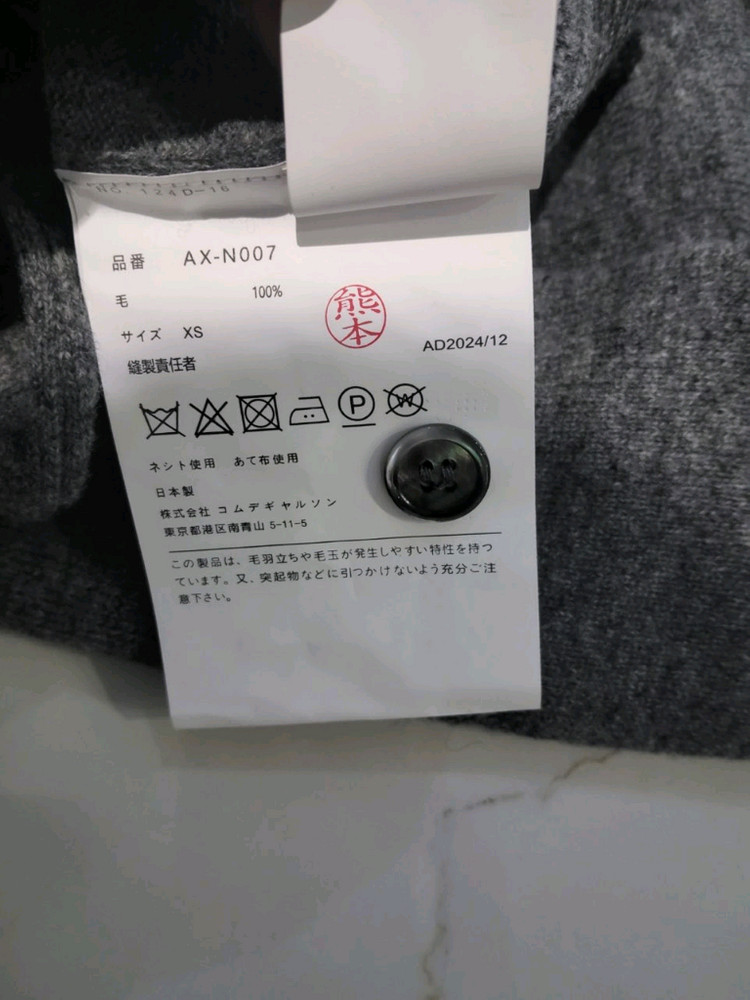 NO. 124D-16
品番 AX-N007
毛 100%
サイズ XS
熊本
AD2024/12
縫製責任者
P
W
ネシト使用 あて布使用
日本製
株式会社 コムデギャルソン
東京都港区南青山 5-11-5
この製品は、毛羽立ちや毛玉が発生しやすい特性を持つ
ています。又、突起物などに引つかけないよう充分ご注
意下さい。